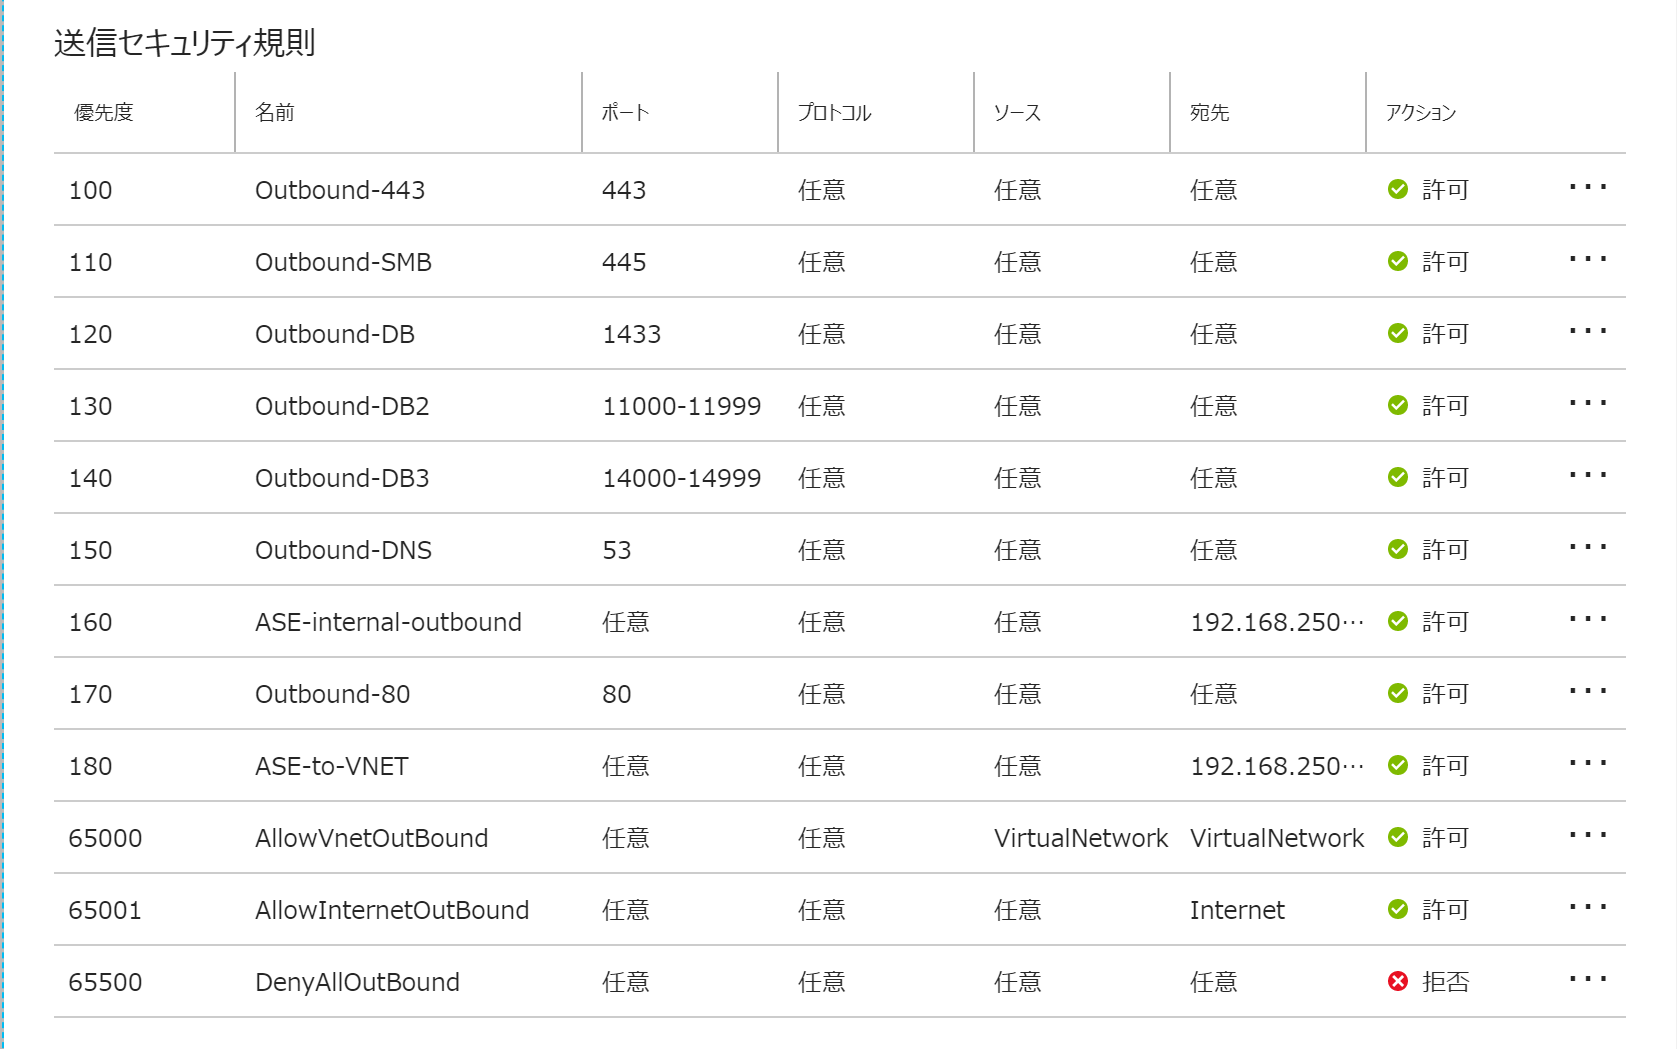 送信セキュリティ規則
優先度 名前 ポート プロトコル ソース 宛先 アクション
100 Outbound-443 443 任意 任意 任意 許可 ···
110 Outbound-SMB 445 任意 任意 任意 許可 ···
120 Outbound-DB 1433 任意 任意 任意 許可 ···
130 Outbound-DB2 11000-11999 任意 任意 任意 許可 ···
140 Outbound-DB3 14000-14999 任意 任意 任意 許可 ···
150 Outbound-DNS 53 任意 任意 任意 許可 ···
160 ASE-internal-outbound 任意 任意 任意 192.168.250… 許可 ···
170 Outbound-80 80 任意 任意 任意 許可 ···
180 ASE-to-VNET 任意 任意 任意 192.168.250… 許可 ···
65000 AllowVnetOutBound 任意 任意 VirtualNetwork VirtualNetwork 許可 ···
65001 AllowInternetOutBound 任意 任意 任意 Internet 許可 ···
65500 DenyAllOutBound 任意 任意 任意 任意 拒否 ···